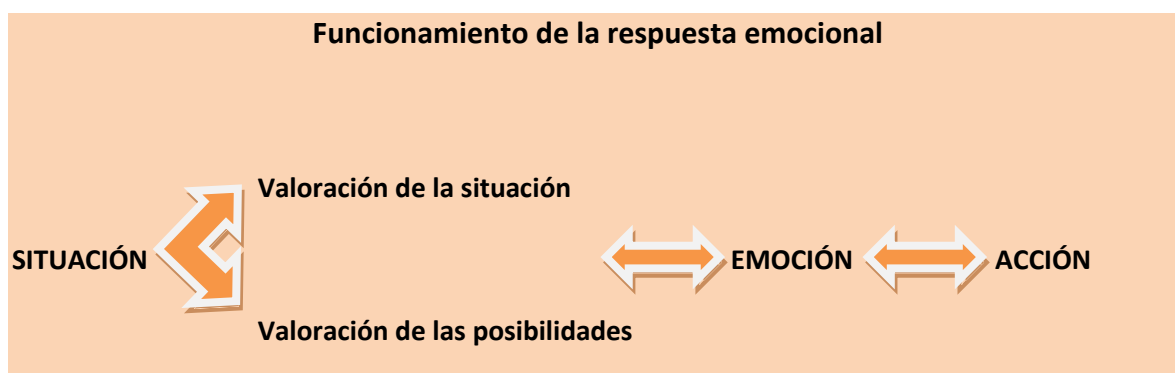 Funcionamiento de la respuesta emocional
Valoración de la situación
SITUACIÓN
EMOCIÓN
ACCIÓN
Valoración de las posibilidades